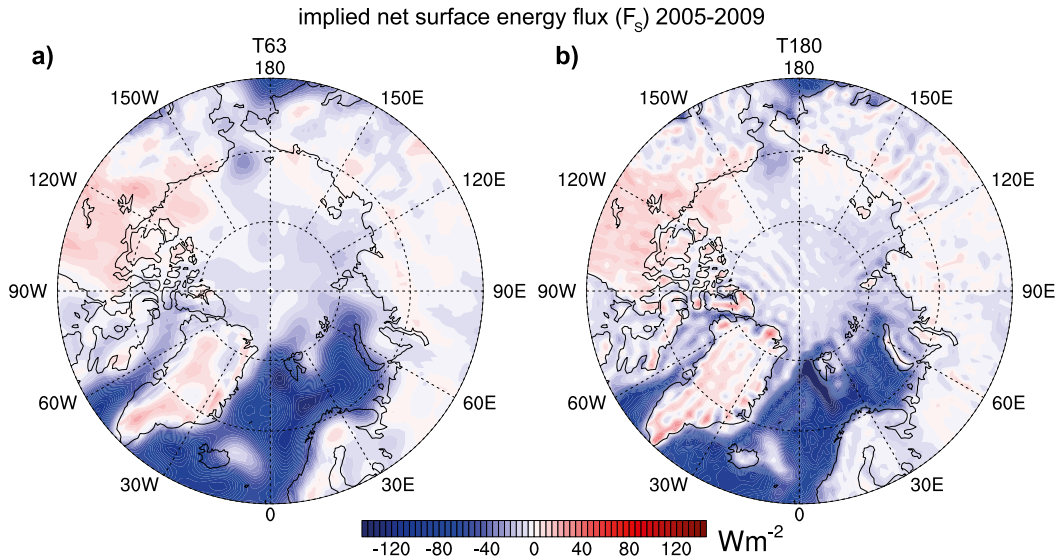 implied net surface energy flux (F_S) 2005-2009
a)
T63
180
150W
150E
120W
120E
90W
90E
60W
60E
30W
30E
0
b)
T180
180
150W
150E
120W
120E
90W
90E
60W
60E
30W
30E
0
-120 -80 -40 0 40 80 120
Wm⁻²